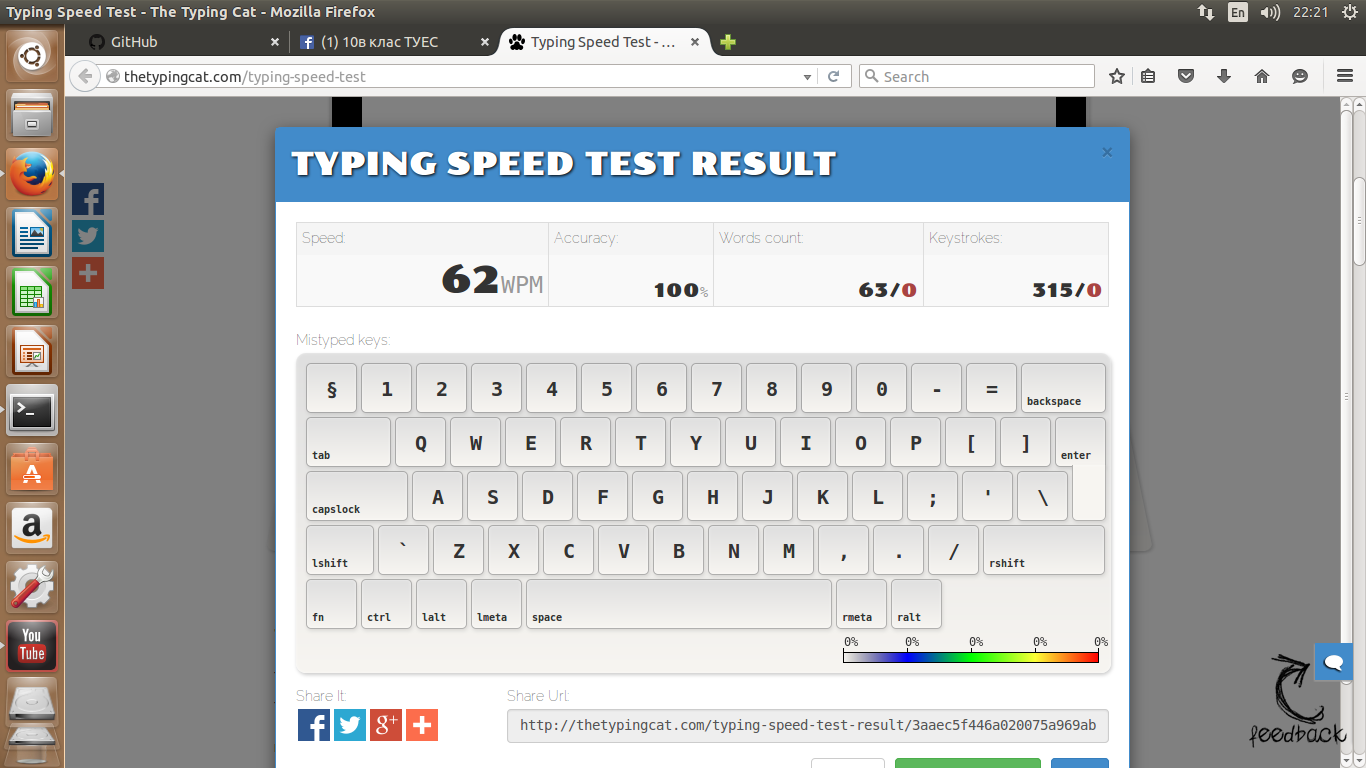 Typing Speed Test - The Typing Cat - Mozilla Firefox
En
22:21
GitHub
(1) 10в клас ТУЕС
Typing Speed Test - ...
thetypingcat.com/typing-speed-test
Search
TYPING SPEED TEST RESULT
Speed:
Accuracy:
Words count:
Keystrokes:
62WPM
100%
63/0
315/0
Mistyped keys:
§ 1 2 3 4 5 6 7 8 9 0 - = backspace
tab Q W E R T Y U I O P [ ] enter
capslock A S D F G H J K L ; ' \
lshift ` Z X C V B N M , . / rshift
fn ctrl lalt lmeta space rmeta ralt
0% 0% 0% 0% 0%
Share It:
Share Url:
http://thetypingcat.com/typing-speed-test-result/3aaec5f446a020075a969ab
You
Tube
feedback